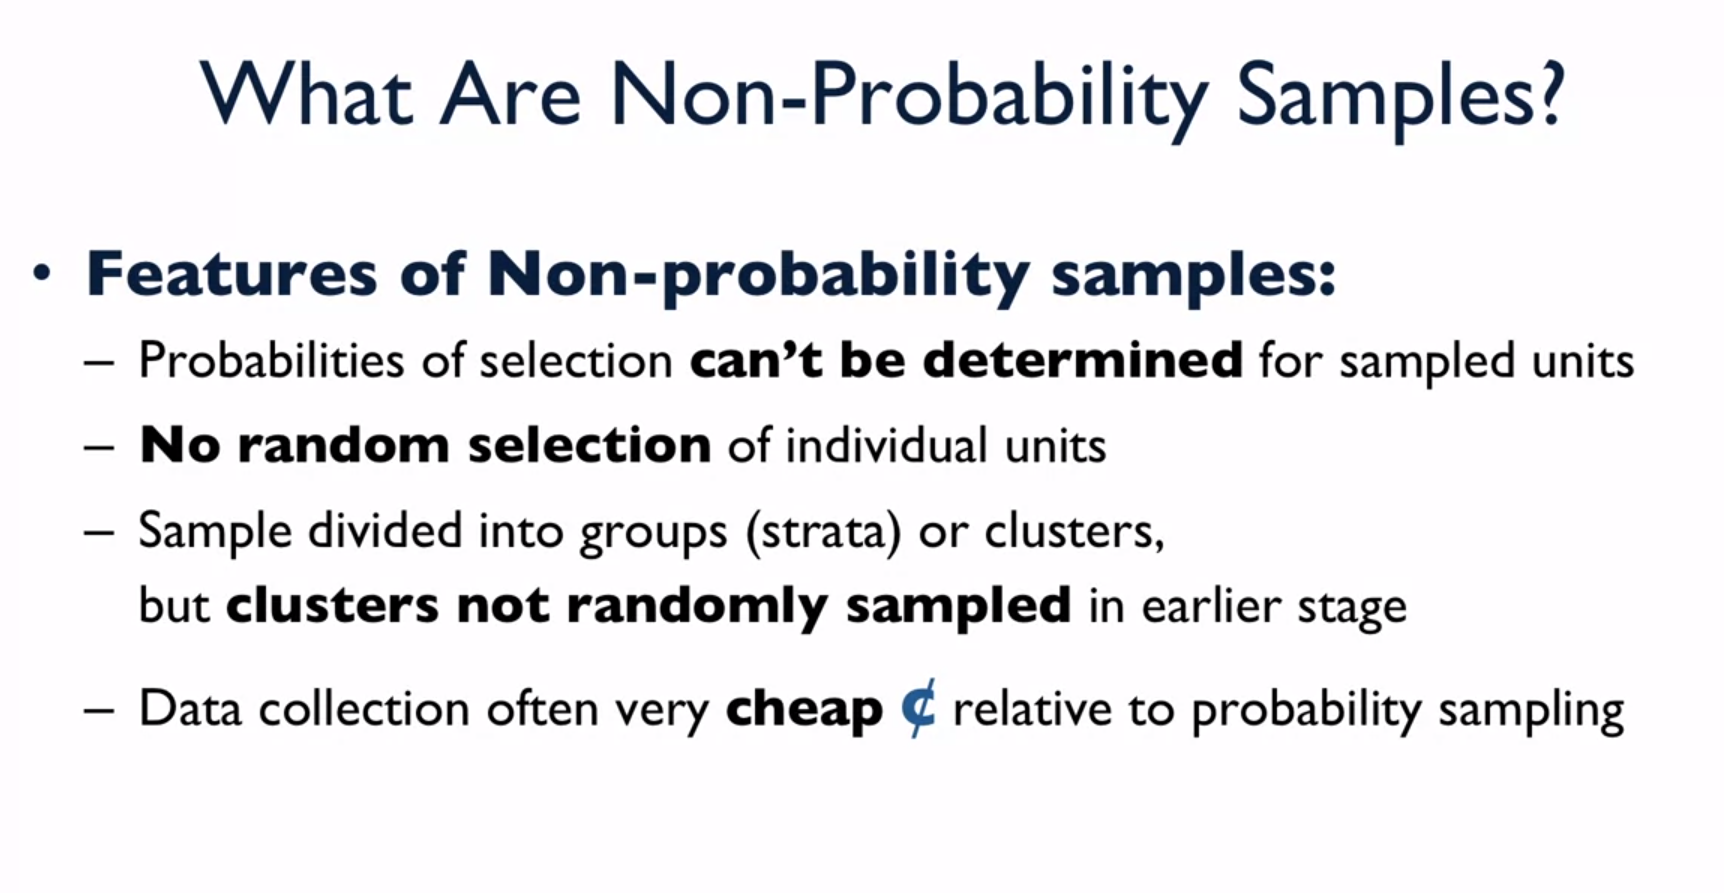 What Are Non-Probability Samples?
• Features of Non-probability samples:
– Probabilities of selection can’t be determined for sampled units
– No random selection of individual units
– Sample divided into groups (strata) or clusters,
but clusters not randomly sampled in earlier stage
– Data collection often very cheap ¢ relative to probability sampling